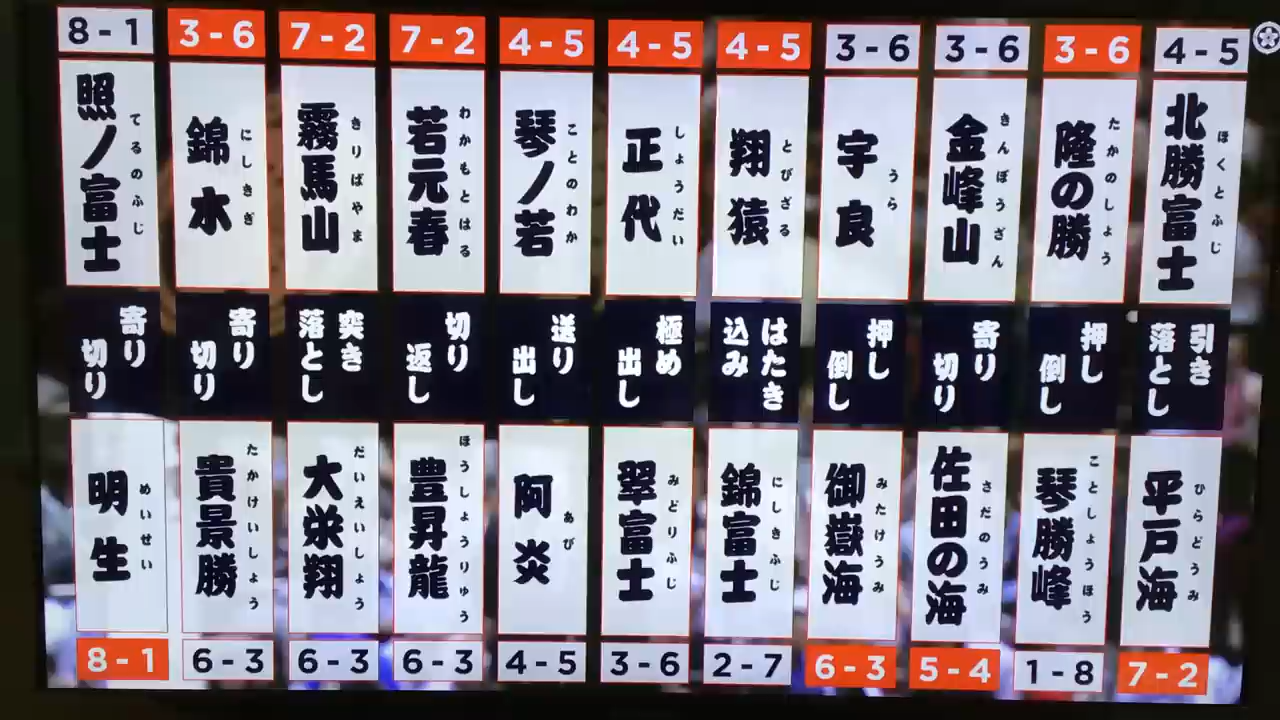 8-1 3-6 7-2 7-2 4-5 4-5 4-5 3-6 3-6 3-6 4-5
北勝富士 ほくとふじ
隆の勝 たかのしょう
金峰山 きんぼうざん
宇良 うら
翔猿 とびざる
正代 しょうだい
琴ノ若 ことのわか
若元春 わかもとはる
霧馬山 きりばやま
錦木 にしきぎ
照ノ富士 てるのふじ
引き
落とし
押し
倒し
寄り
切り
押し
倒し
はたき
込み
極め
出し
送り
出し
切り
返し
突き
落とし
寄り
切り
寄り
切り
平戸海 ひらどうみ
琴勝峰 ことしょうほう
佐田の海 さだのうみ
御嶽海 みたけうみ
錦富士 にしきふじ
翠富士 みどりふじ
阿炎 あび
豊昇龍 ほうしょうりゅう
大栄翔 だいえいしょう
貴景勝 たかけいしょう
明生 めいせい
8-1 6-3 6-3 6-3 4-5 3-6 2-7 6-3 5-4 1-8 7-2